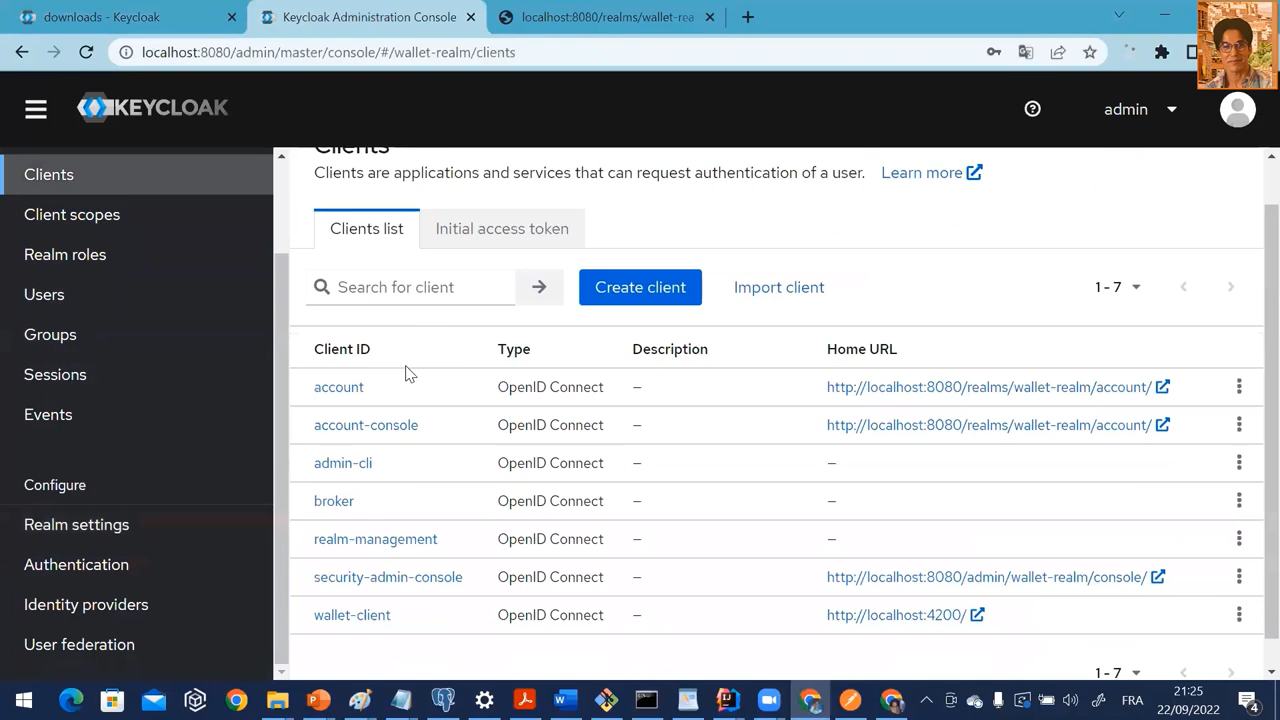 downloads - Keycloak
Keycloak Administration Console
localhost:8080/realms/wallet-rea
localhost:8080/admin/master/console/#/wallet-realm/clients
KEYCLOAK
admin
Clients
Client scopes
Realm roles
Users
Groups
Sessions
Events
Configure
Realm settings
Authentication
Identity providers
User federation
Clients
Clients are applications and services that can request authentication of a user. Learn more
Clients list
Initial access token
Search for client
Create client
Import client
1 - 7
Client ID Type Description Home URL
account OpenID Connect – http://localhost:8080/realms/wallet-realm/account/
account-console OpenID Connect – http://localhost:8080/realms/wallet-realm/account/
admin-cli OpenID Connect – –
broker OpenID Connect – –
realm-management OpenID Connect – –
security-admin-console OpenID Connect – http://localhost:8080/admin/wallet-realm/console/
wallet-client OpenID Connect – http://localhost:4200/
1 - 7
FRA
21:25
22/09/2022
4